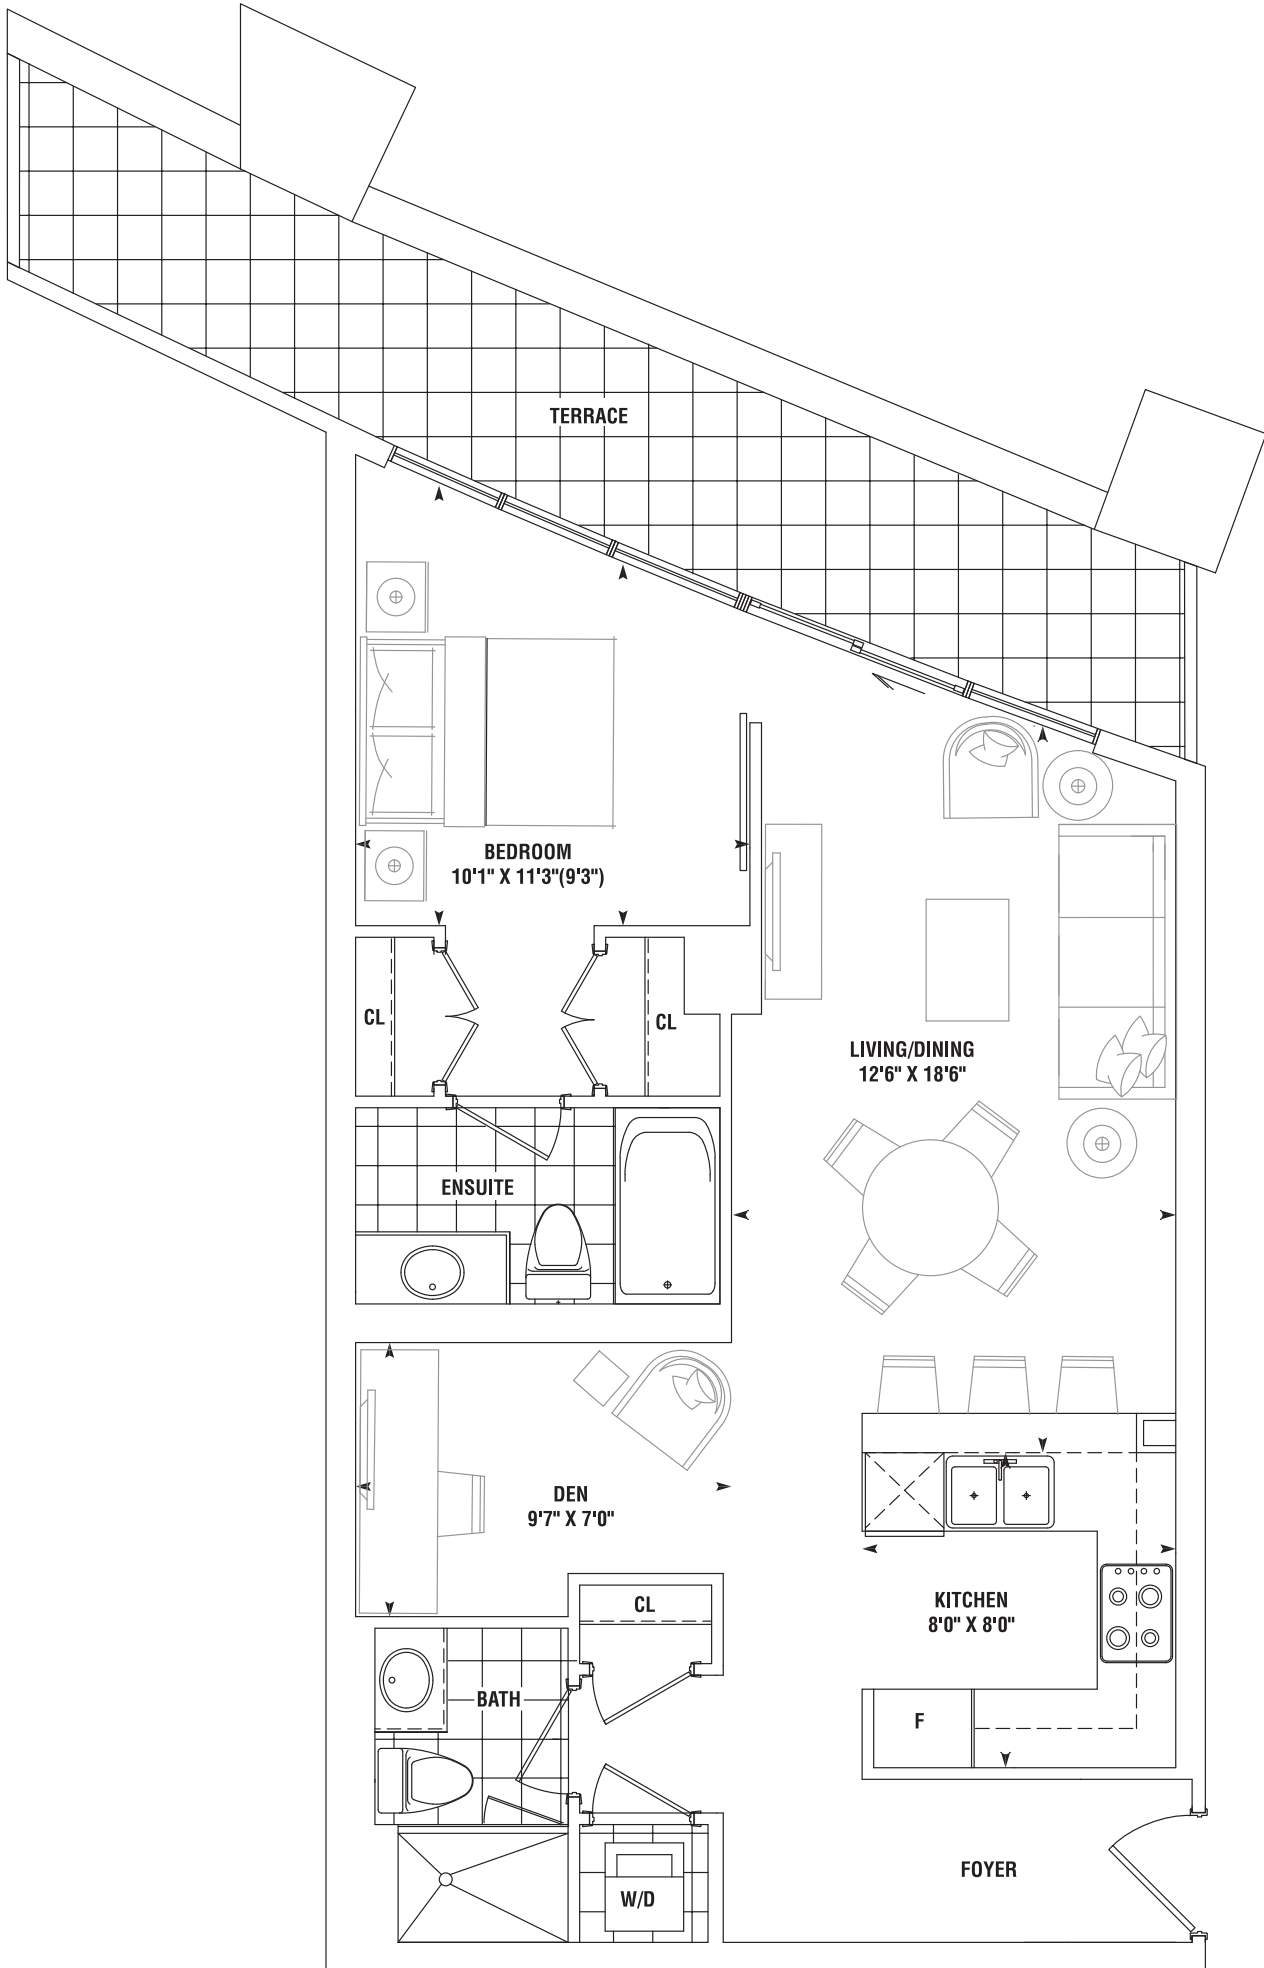 TERRACE
BEDROOM
10'1" X 11'3"(9'3")
CL
CL
LIVING/DINING
12'6" X 18'6"
ENSUITE
DEN
9'7" X 7'0"
CL
KITCHEN
8'0" X 8'0"
BATH
F
FOYER
W/D